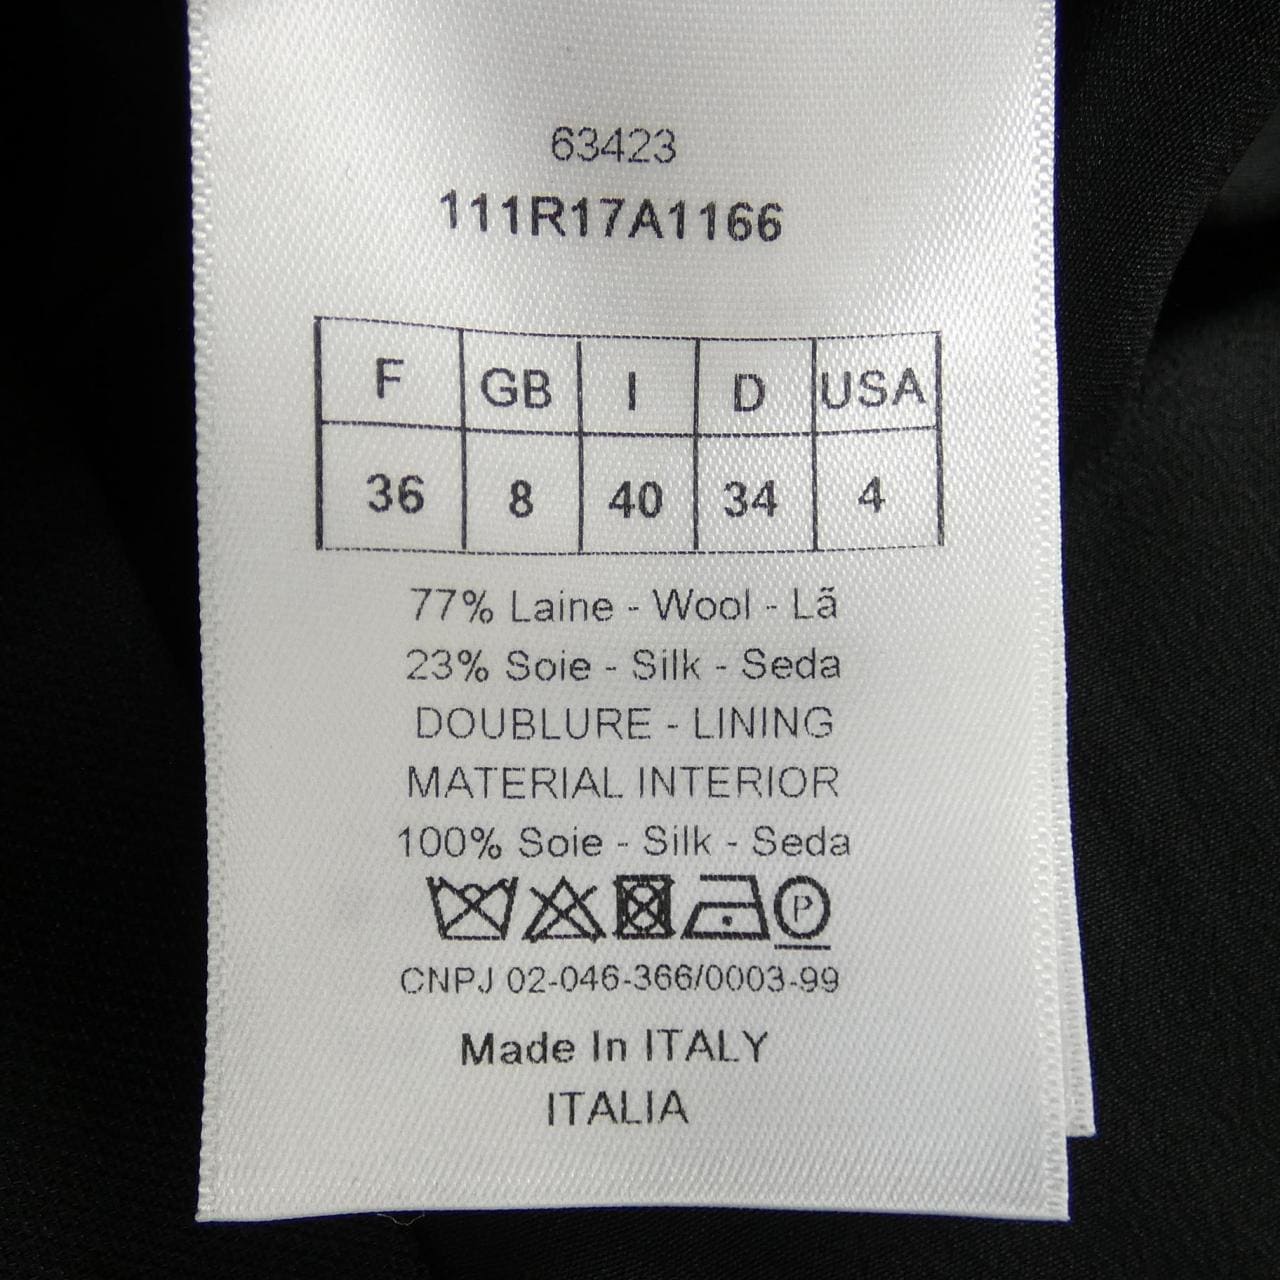 63423
111R17A1166
F GB I D USA
36 8 40 34 4
77% Laine - Wool - Lã
23% Soie - Silk - Seda
DOUBLURE - LINING
MATERIAL INTERIOR
100% Soie - Silk - Seda
P
CNPJ 02-046-366/0003-99
Made In ITALY
ITALIA